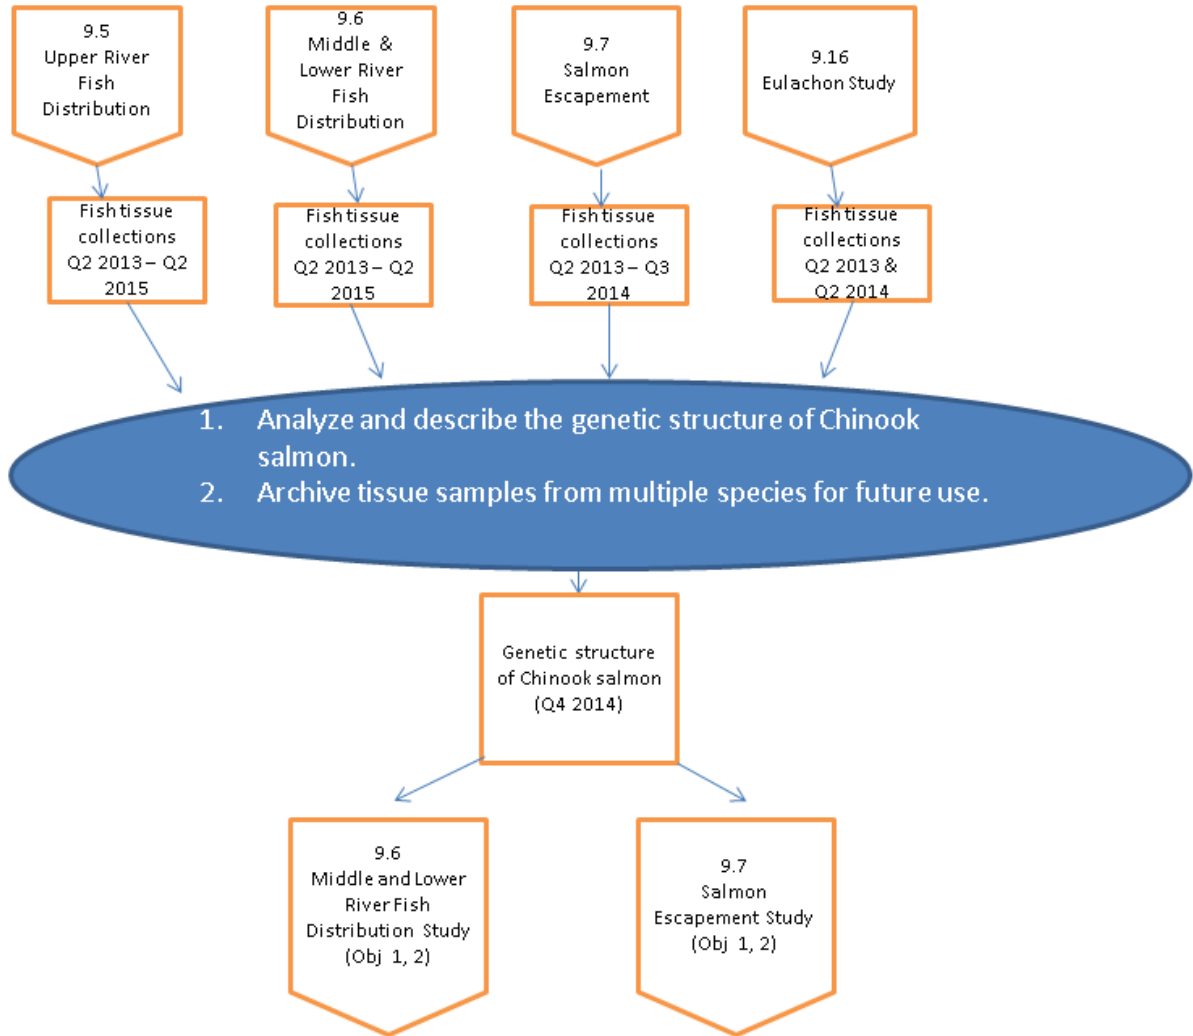 9.5
Upper River
Fish
Distribution
9.6
Middle &
Lower River
Fish
Distribution
9.7
Salmon
Escapement
9.16
Eulachon Study
Fish tissue
collections
Q2 2013 – Q2
2015
Fish tissue
collections
Q2 2013 – Q2
2015
Fish tissue
collections
Q2 2013 – Q3
2014
Fish tissue
collections
Q2 2013 &
Q2 2014
1. Analyze and describe the genetic structure of Chinook
salmon.
2. Archive tissue samples from multiple species for future use.
Genetic structure
of Chinook salmon
(Q4 2014)
9.6
Middle and Lower
River Fish
Distribution Study
(Obj 1, 2)
9.7
Salmon
Escapement Study
(Obj 1, 2)